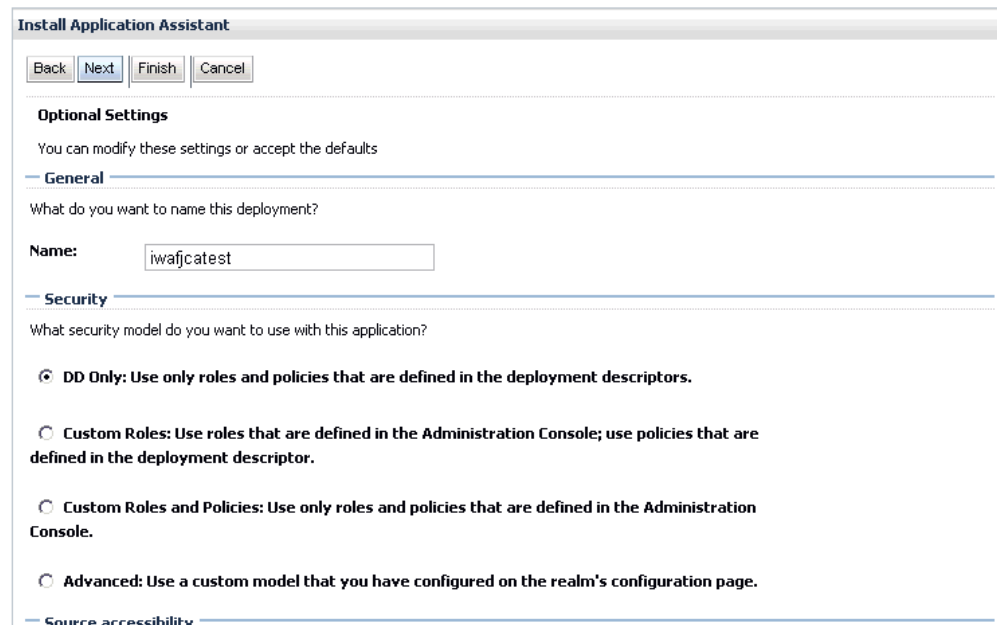 Install Application Assistant
Back Next Finish Cancel
Optional Settings
You can modify these settings or accept the defaults
General
What do you want to name this deployment?
Name: iwafjcatest
Security
What security model do you want to use with this application?
DD Only: Use only roles and policies that are defined in the deployment descriptors.
Custom Roles: Use roles that are defined in the Administration Console; use policies that are
defined in the deployment descriptor.
Custom Roles and Policies: Use only roles and policies that are defined in the Administration
Console.
Advanced: Use a custom model that you have configured on the realm's configuration page.
Source accessibility